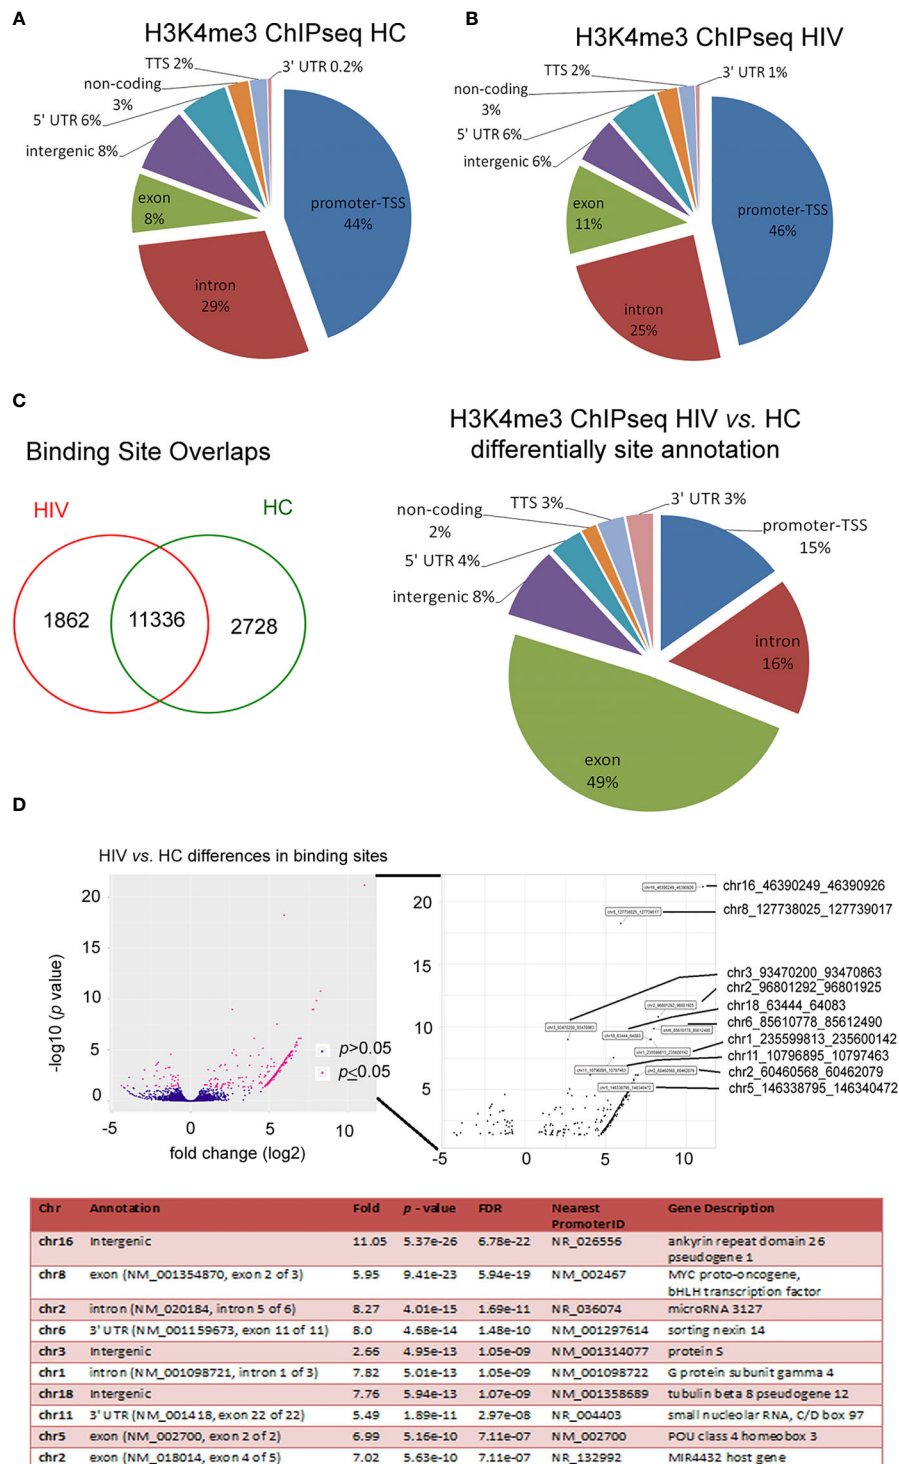 A
H3K4me3 ChIPseq HC
TTS 2%
3' UTR 0.2%
non-coding
3%
5' UTR 6%
intergenic 8%
exon
8%
promoter-TSS
44%
intron
29%
B
H3K4me3 ChIPseq HIV
TTS 2%
3' UTR 1%
non-coding
3%
5' UTR 6%
intergenic 6%
exon
11%
promoter-TSS
46%
intron
25%
C
Binding Site Overlaps
HIV
HC
1862
11336
2728
H3K4me3 ChIPseq HIV vs. HC
differentially site annotation
TTS 3%
3' UTR 3%
non-coding
2%
promoter-TSS
15%
5' UTR 4%
intergenic 8%
intron
16%
exon
49%
D
HIV vs. HC differences in binding sites
-log10 (p value)
20
15
10
5
0
-5
0
5
10
fold change (log2)
p>0.05
p≤0.05
20
15
10
5
-5
0
5
10
chr16_46390249_46390926
chr8_127738025_127739017
chr3_93470200_93470863
chr2_96801292_96801925
chr18_63444_64083
chr6_85610778_85612490
chr1_235599813_235600142
chr11_10796895_10797463
chr2_60460568_60462079
chr5_146338795_146340472
chr16_46390249_46390926
chr8_127738025_127739017
chr3_93470200_93470863
chr2_96801292_96801925
chr18_63444_64083
chr6_85610778_85612490
chr1_235599813_235600142
chr11_10796895_10797463
chr2_60460568_60462079
chr5_146338795_146340472
Chr Annotation Fold p - value FDR Nearest PromoterID Gene Description
chr16 Intergenic 11.05 5.37e-26 6.78e-22 NR_026556 ankyrin repeat domain 26 pseudogene 1
chr8 exon (NM_001354870, exon 2 of 3) 5.95 9.41e-23 5.94e-19 NM_002467 MYC proto-oncogene, bHLH transcription factor
chr2 intron (NM_020184, intron 5 of 6) 8.27 4.01e-15 1.69e-11 NR_036074 microRNA 3127
chr6 3' UTR (NM_001159673, exon 11 of 11) 8.0 4.68e-14 1.48e-10 NM_001297614 sorting nexin 14
chr3 Intergenic 2.66 4.95e-13 1.05e-09 NM_001314077 protein S
chr1 intron (NM_001098721, intron 1 of 3) 7.82 5.01e-13 1.05e-09 NM_001098722 G protein subunit gamma 4
chr18 Intergenic 7.76 5.94e-13 1.07e-09 NM_001358689 tubulin beta 8 pseudogene 12
chr11 3' UTR (NM_001418, exon 22 of 22) 5.49 1.89e-11 2.97e-08 NR_004403 small nucleolar RNA, C/D box 97
chr5 exon (NM_002700, exon 2 of 2) 6.99 5.16e-10 7.11e-07 NM_002700 POU class 4 homeobox 3
chr2 exon (NM_018014, exon 4 of 5) 7.02 5.63e-10 7.11e-07 NR_132992 MIR4432 host gene